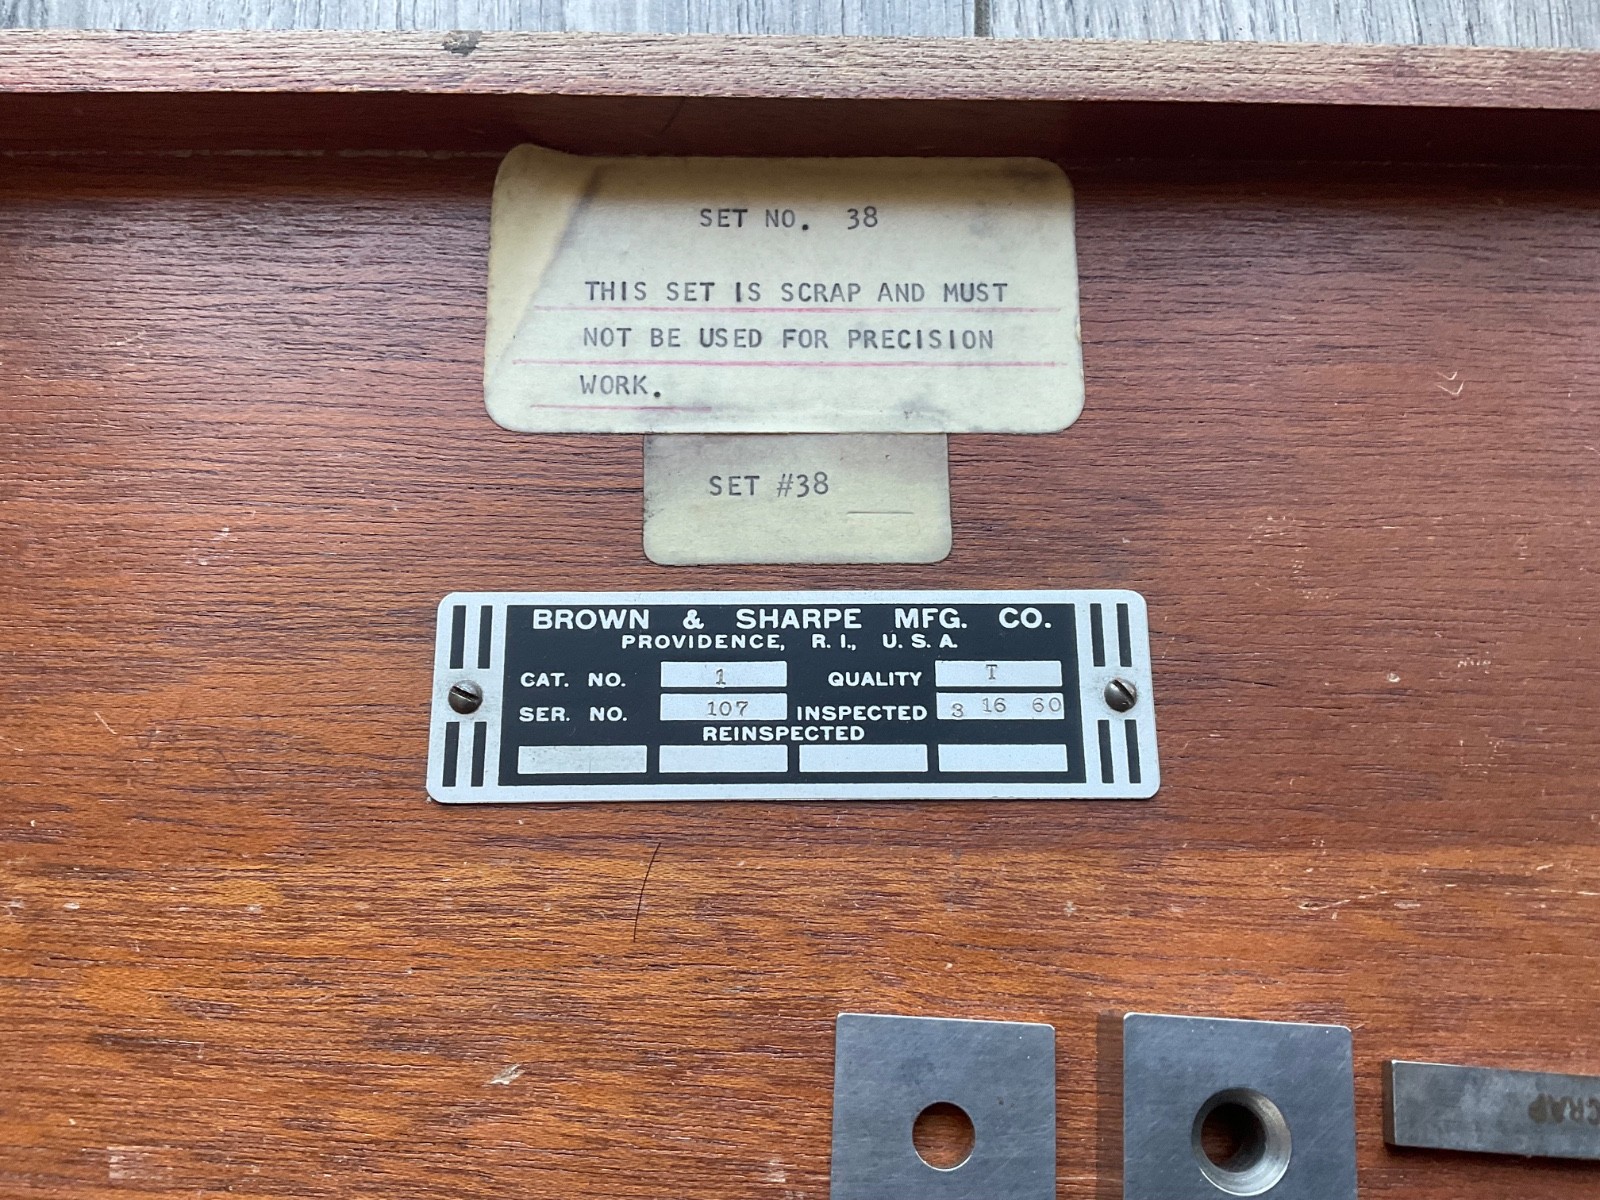 SET NO. 38
THIS SET IS SCRAP AND MUST
NOT BE USED FOR PRECISION
WORK.
SET #38
BROWN & SHARPE MFG. CO.
PROVIDENCE, R. I., U. S. A.
CAT. NO. 1 QUALITY T
SER. NO. 107 INSPECTED 3 16 60
REINSPECTED
CRAP